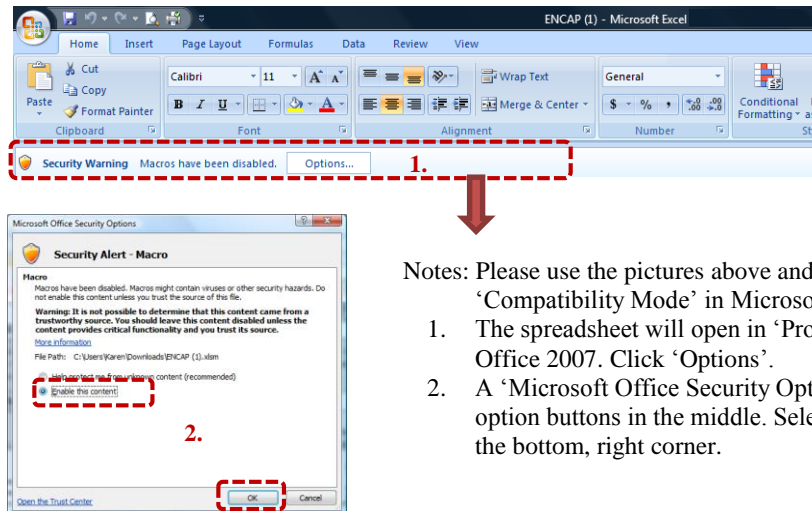 ENCAP (1) - Microsoft Excel
Home Insert Page Layout Formulas Data Review View
Cut
Copy
Format Painter
Paste
Clipboard
Calibri 11 A A
B I U A
Font
Wrap Text
Merge & Center
Alignment
General
$ % , .0 .00 .00 .0
Number
Conditional
Formatting
Security Warning Macros have been disabled. Options... 1.
Microsoft Office Security Options
Security Alert - Macro
Macro
Macros have been disabled. Macros might contain viruses or other security hazards. Do
not enable this content unless you trust the source of this file.
Warning: It is not possible to determine that this content came from a
trustworthy source. You should leave this content disabled unless the
content provides critical functionality and you trust its source.
More information
File Path: C:\Users\Karen\Downloads\ENCAP (1).xlsm
Help protect me from unknown content (recommended)
Enable this content
2.
Open the Trust Center OK Cancel
Notes: Please use the pictures above and
‘Compatibility Mode’ in Microso
1. The spreadsheet will open in ‘Pro
Office 2007. Click ‘Options’.
2. A ‘Microsoft Office Security Opt
option buttons in the middle. Sele
the bottom, right corner.